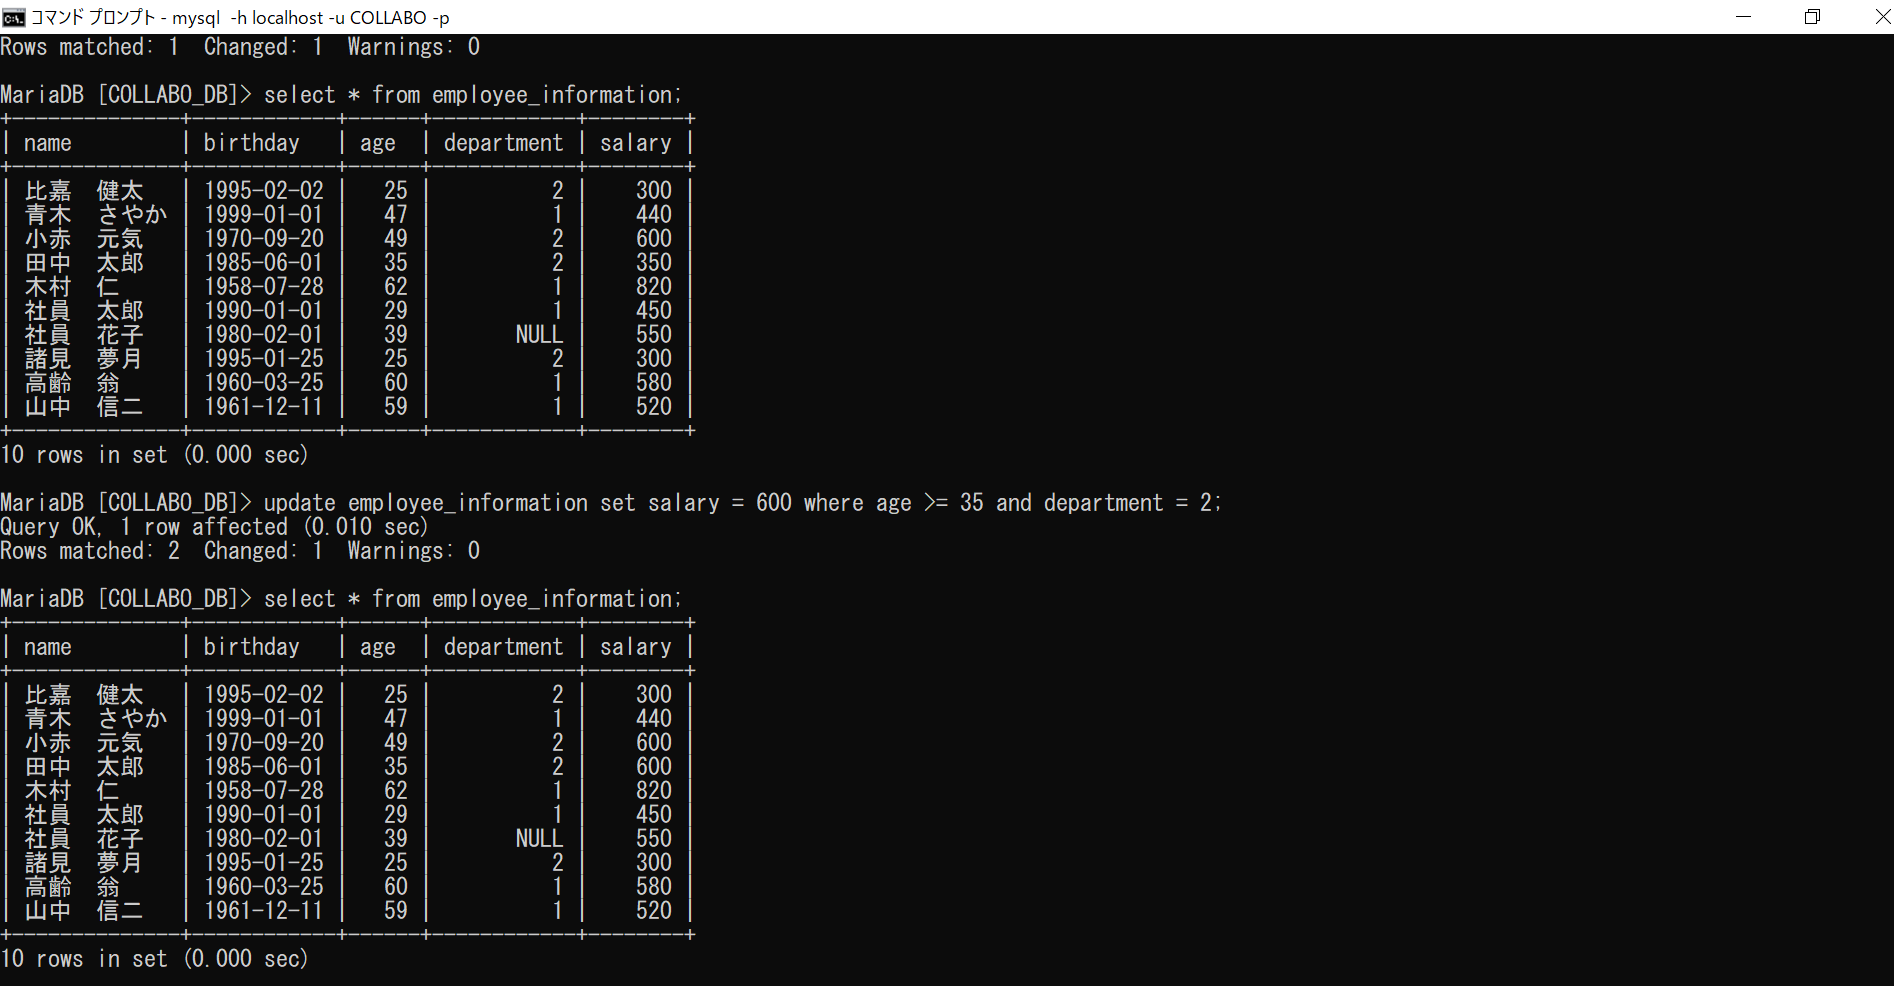 コマンド プロンプト - mysql  -h localhost -u COLLABO -p
Rows matched: 1  Changed: 1  Warnings: 0
MariaDB [COLLABO_DB]> select * from employee_information;
+--------------+------------+------+------------+--------+
| name         | birthday   | age  | department | salary |
+--------------+------------+------+------------+--------+
| 比嘉　健太   | 1995-02-02 |   25 |          2 |    300 |
| 青木　さやか | 1999-01-01 |   47 |          1 |    440 |
| 小赤　元気   | 1970-09-20 |   49 |          2 |    600 |
| 田中　太郎   | 1985-06-01 |   35 |          2 |    350 |
| 木村　仁     | 1958-07-28 |   62 |          1 |    820 |
| 社員　太郎   | 1990-01-01 |   29 |          1 |    450 |
| 社員　花子   | 1980-02-01 |   39 |       NULL |    550 |
| 諸見　夢月   | 1995-01-25 |   25 |          2 |    300 |
| 高齢　翁     | 1960-03-25 |   60 |          1 |    580 |
| 山中　信二   | 1961-12-11 |   59 |          1 |    520 |
+--------------+------------+------+------------+--------+
10 rows in set (0.000 sec)
MariaDB [COLLABO_DB]> update employee_information set salary = 600 where age >= 35 and department = 2;
Query OK, 1 row affected (0.010 sec)
Rows matched: 2  Changed: 1  Warnings: 0
MariaDB [COLLABO_DB]> select * from employee_information;
+--------------+------------+------+------------+--------+
| name         | birthday   | age  | department | salary |
+--------------+------------+------+------------+--------+
| 比嘉　健太   | 1995-02-02 |   25 |          2 |    300 |
| 青木　さやか | 1999-01-01 |   47 |          1 |    440 |
| 小赤　元気   | 1970-09-20 |   49 |          2 |    600 |
| 田中　太郎   | 1985-06-01 |   35 |          2 |    600 |
| 木村　仁     | 1958-07-28 |   62 |          1 |    820 |
| 社員　太郎   | 1990-01-01 |   29 |          1 |    450 |
| 社員　花子   | 1980-02-01 |   39 |       NULL |    550 |
| 諸見　夢月   | 1995-01-25 |   25 |          2 |    300 |
| 高齢　翁     | 1960-03-25 |   60 |          1 |    580 |
| 山中　信二   | 1961-12-11 |   59 |          1 |    520 |
+--------------+------------+------+------------+--------+
10 rows in set (0.000 sec)